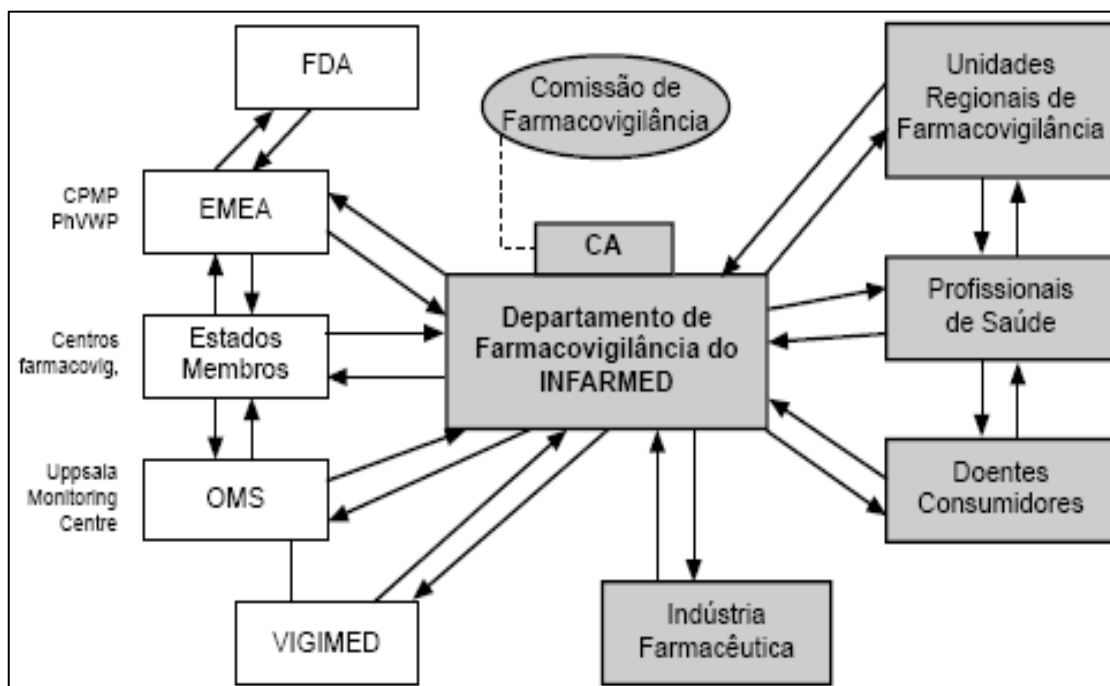 FDA
Comissão de
Farmacovigilância
Unidades
Regionais de
Farmacovigilância
CPMP
PhVWP
EMEA
CA
Departamento de
Farmacovigilância do
INFARMED
Profissionais
de Saúde
Centros
farmacovig.
Estados
Membros
Uppsala
Monitoring
Centre
OMS
Doentes
Consumidores
VIGIMED
Indústria
Farmacêutica